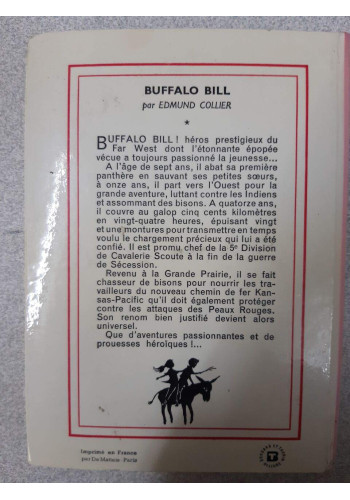 BUFFALO BILL
par EDMUND COLLIER
★
BUFFALO BILL ! héros prestigieux du
Far West dont l'étonnante épopée
vécue a toujours passionné la jeunesse...
A l'âge de sept ans, il abat sa première
panthère en sauvant ses petites sœurs,
à onze ans, il part vers l'Ouest pour la
grande aventure, luttant contre les Indiens
et assommant des bisons. A quatorze ans,
il couvre au galop cinq cents kilomètres
en vingt-quatre heures, épuisant vingt
et une montures pour transmettre en temps
voulu le chargement précieux qui lui a été
confié. Il est promu chef de la 5e Division
de Cavalerie Scoute à la fin de la guerre
de Sécession.
Revenu à la Grande Prairie, il se fait
chasseur de bisons pour nourrir les tra-
vailleurs du nouveau chemin de fer Kan-
sas-Pacific qu'il doit également protéger
contre les attaques des Peaux Rouges.
Son renom bien justifié devient alors
universel.
Que d'aventures passionnantes et de
prouesses héroïques !...
Imprimé en France